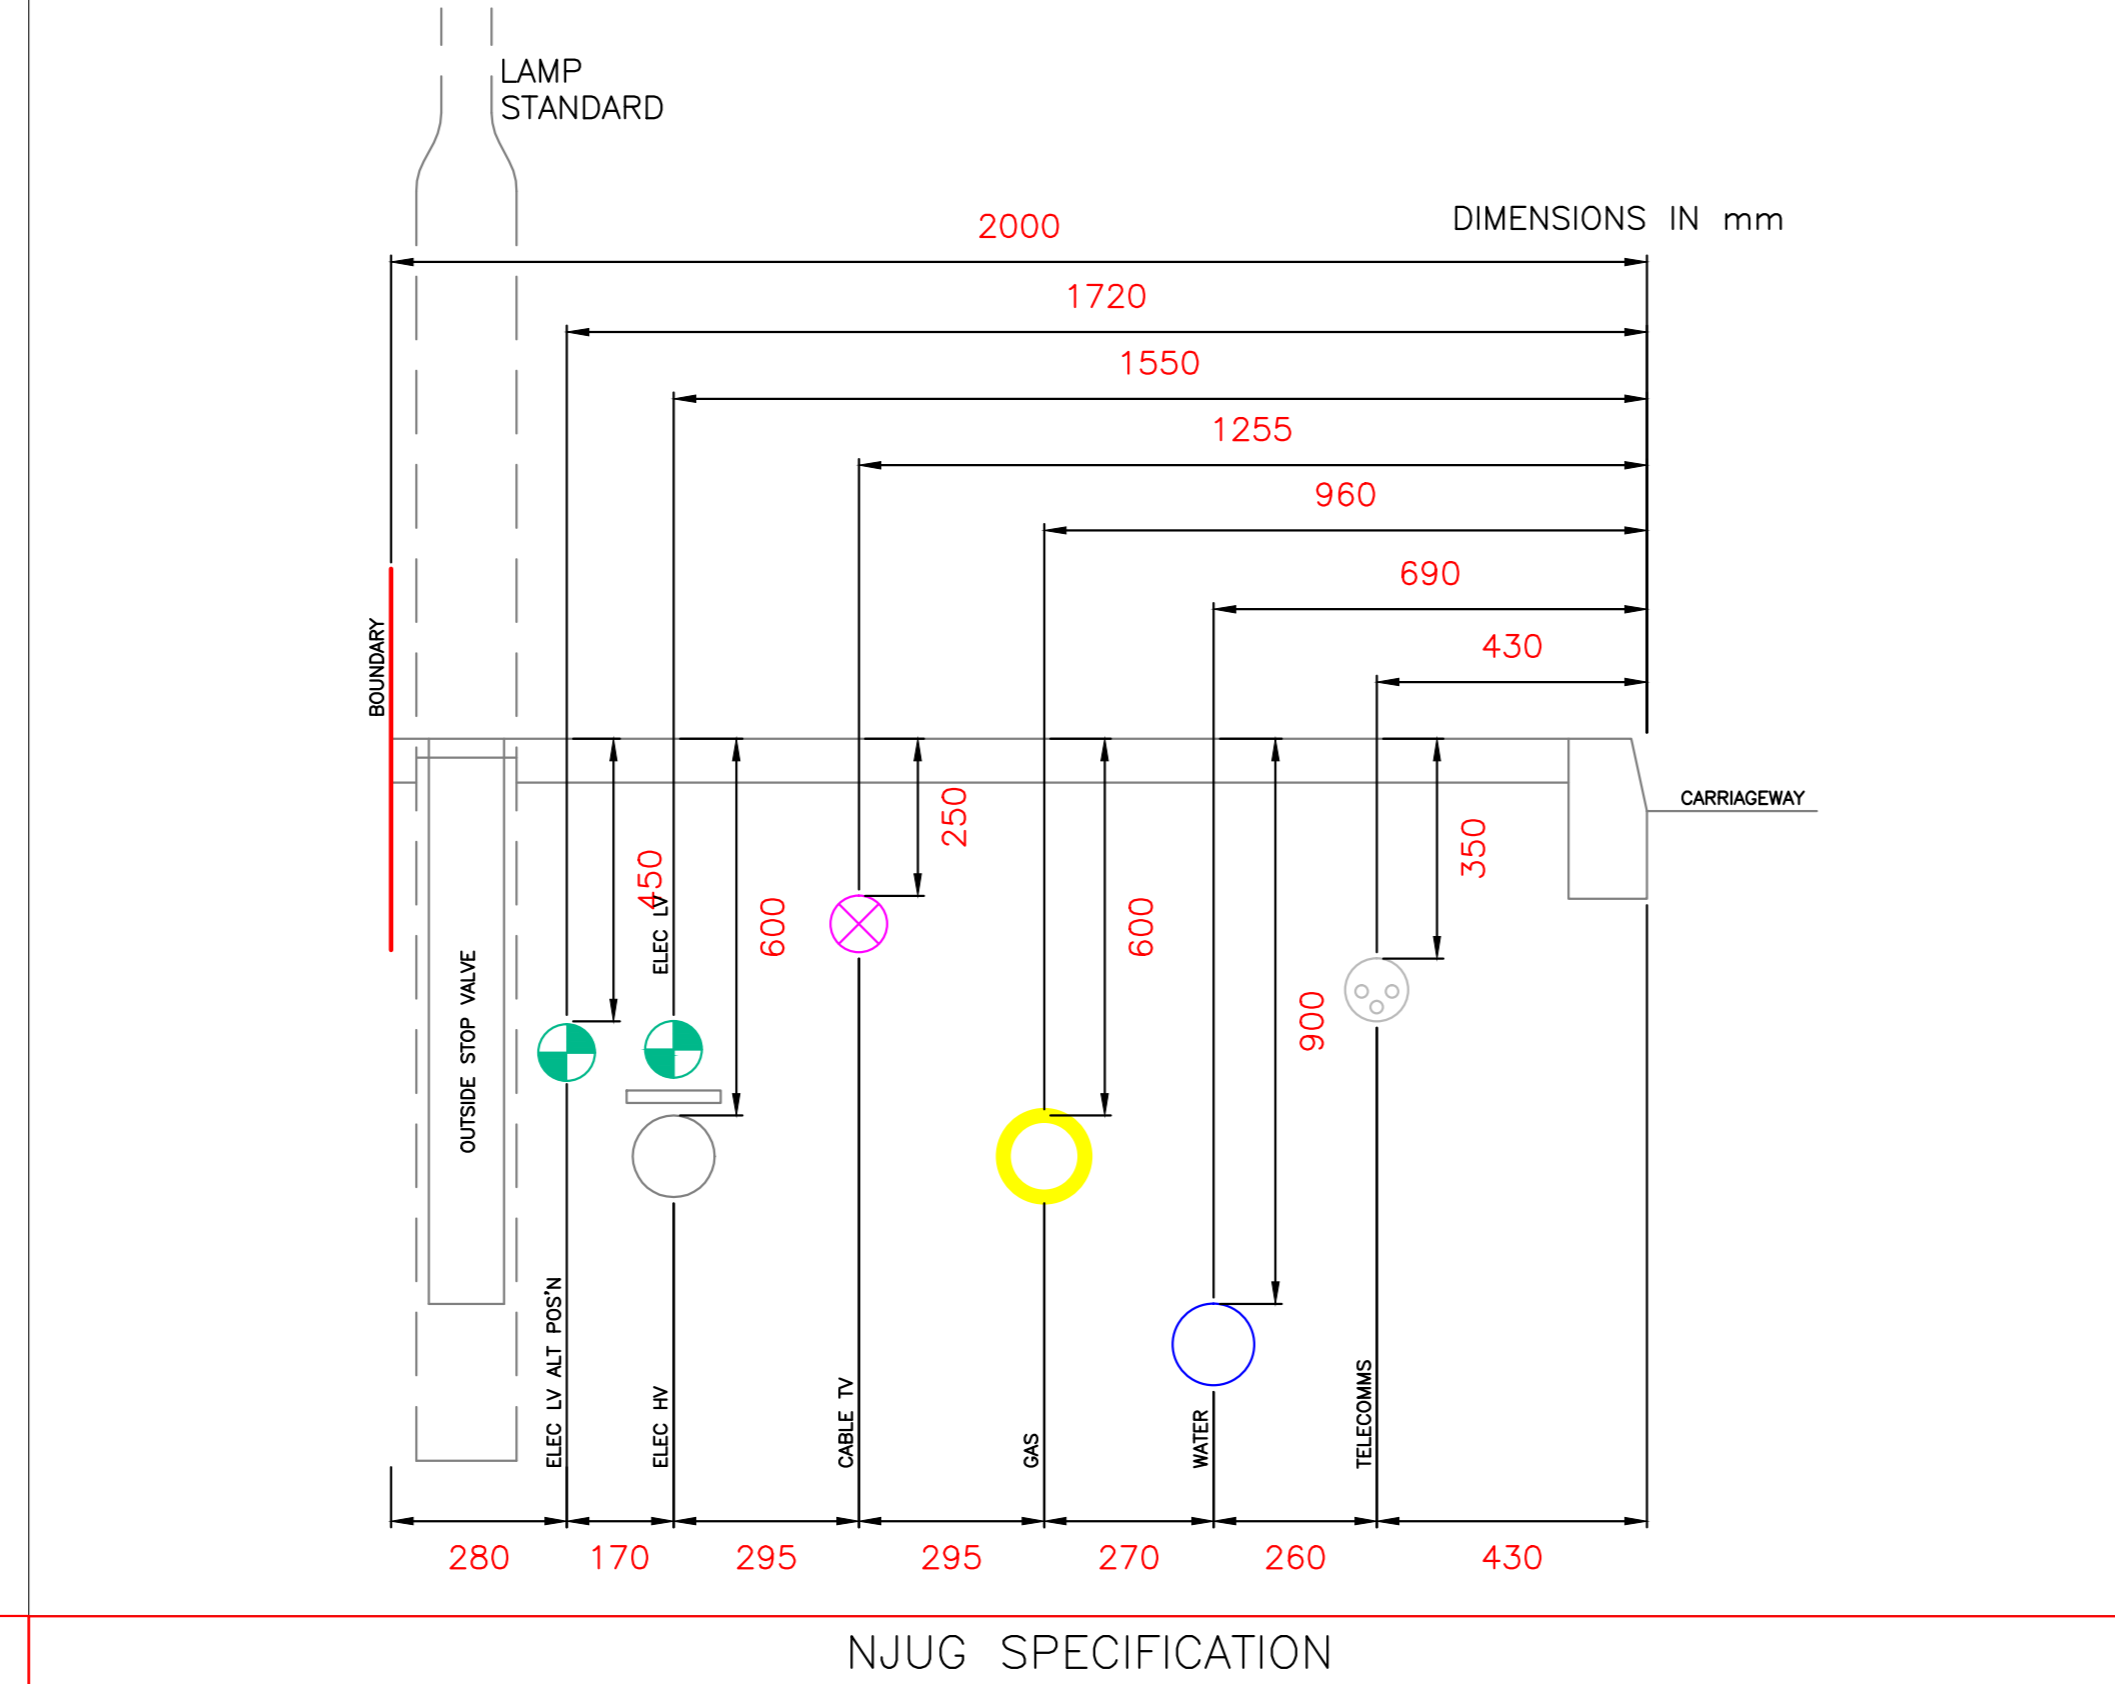 LAMP
STANDARD
DIMENSIONS IN mm
2000
1720
1550
1255
960
690
430
BOUNDARY
CARRIAGEWAY
450
600
250
600
900
350
ELEC LV
OUTSIDE STOP VALVE
ELEC LV ALT POS'N
ELEC HV
CABLE TV
GAS
WATER
TELECOMMS
280
170
295
295
270
260
430
NJUG SPECIFICATION